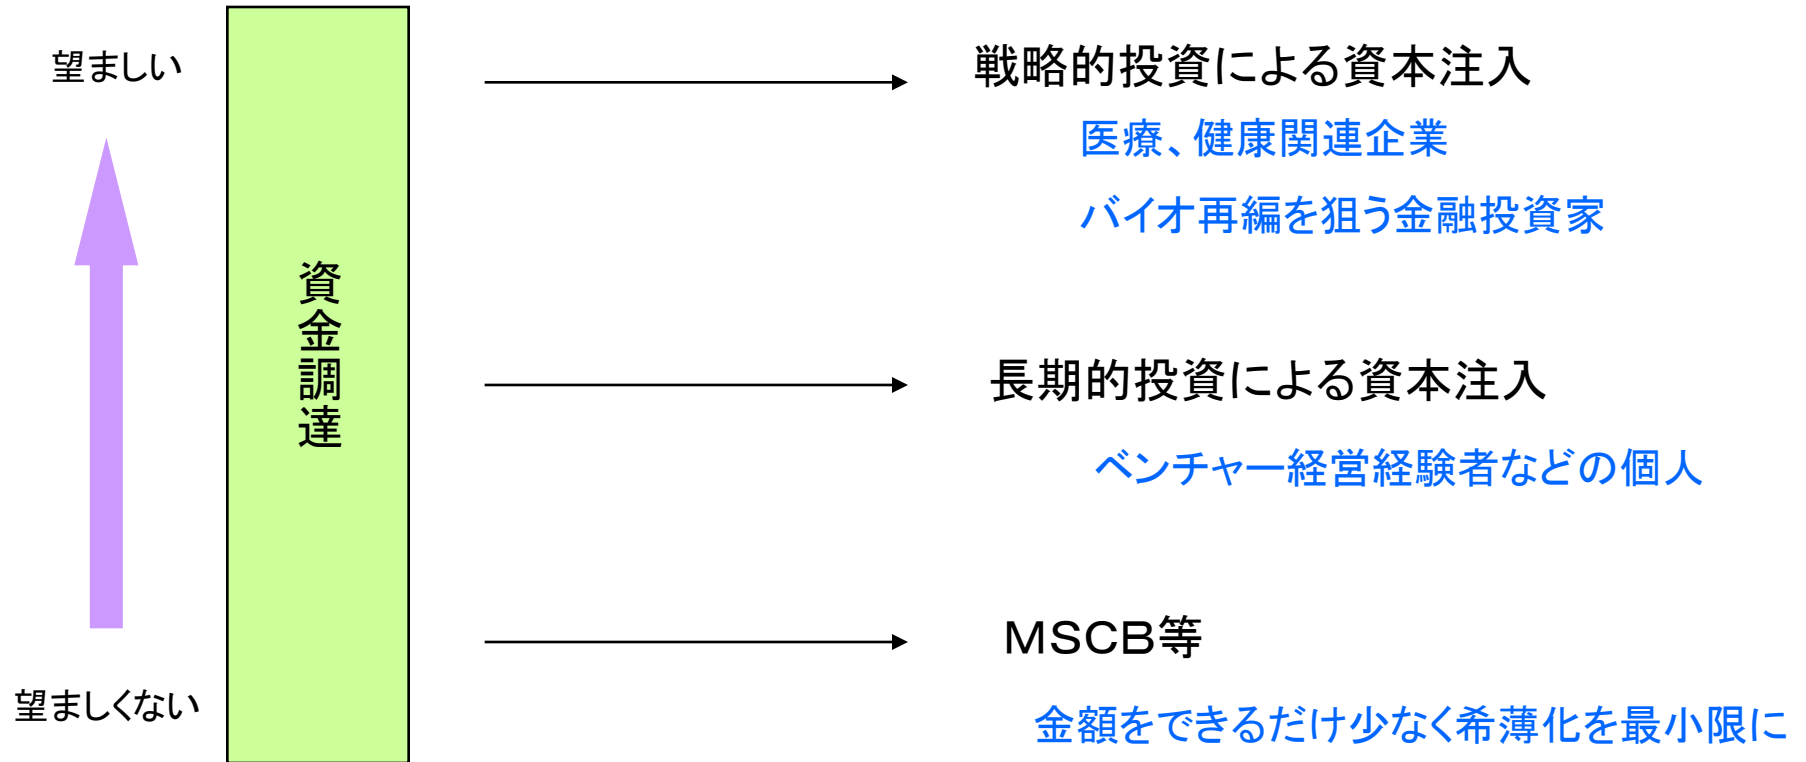 望ましい
戦略的投資による資本注入
医療、健康関連企業
バイオ再編を狙う金融投資家
資金調達
長期的投資による資本注入
ベンチャー経営経験者などの個人
ＭＳＣＢ等
望ましくない
金額をできるだけ少なく希薄化を最小限に